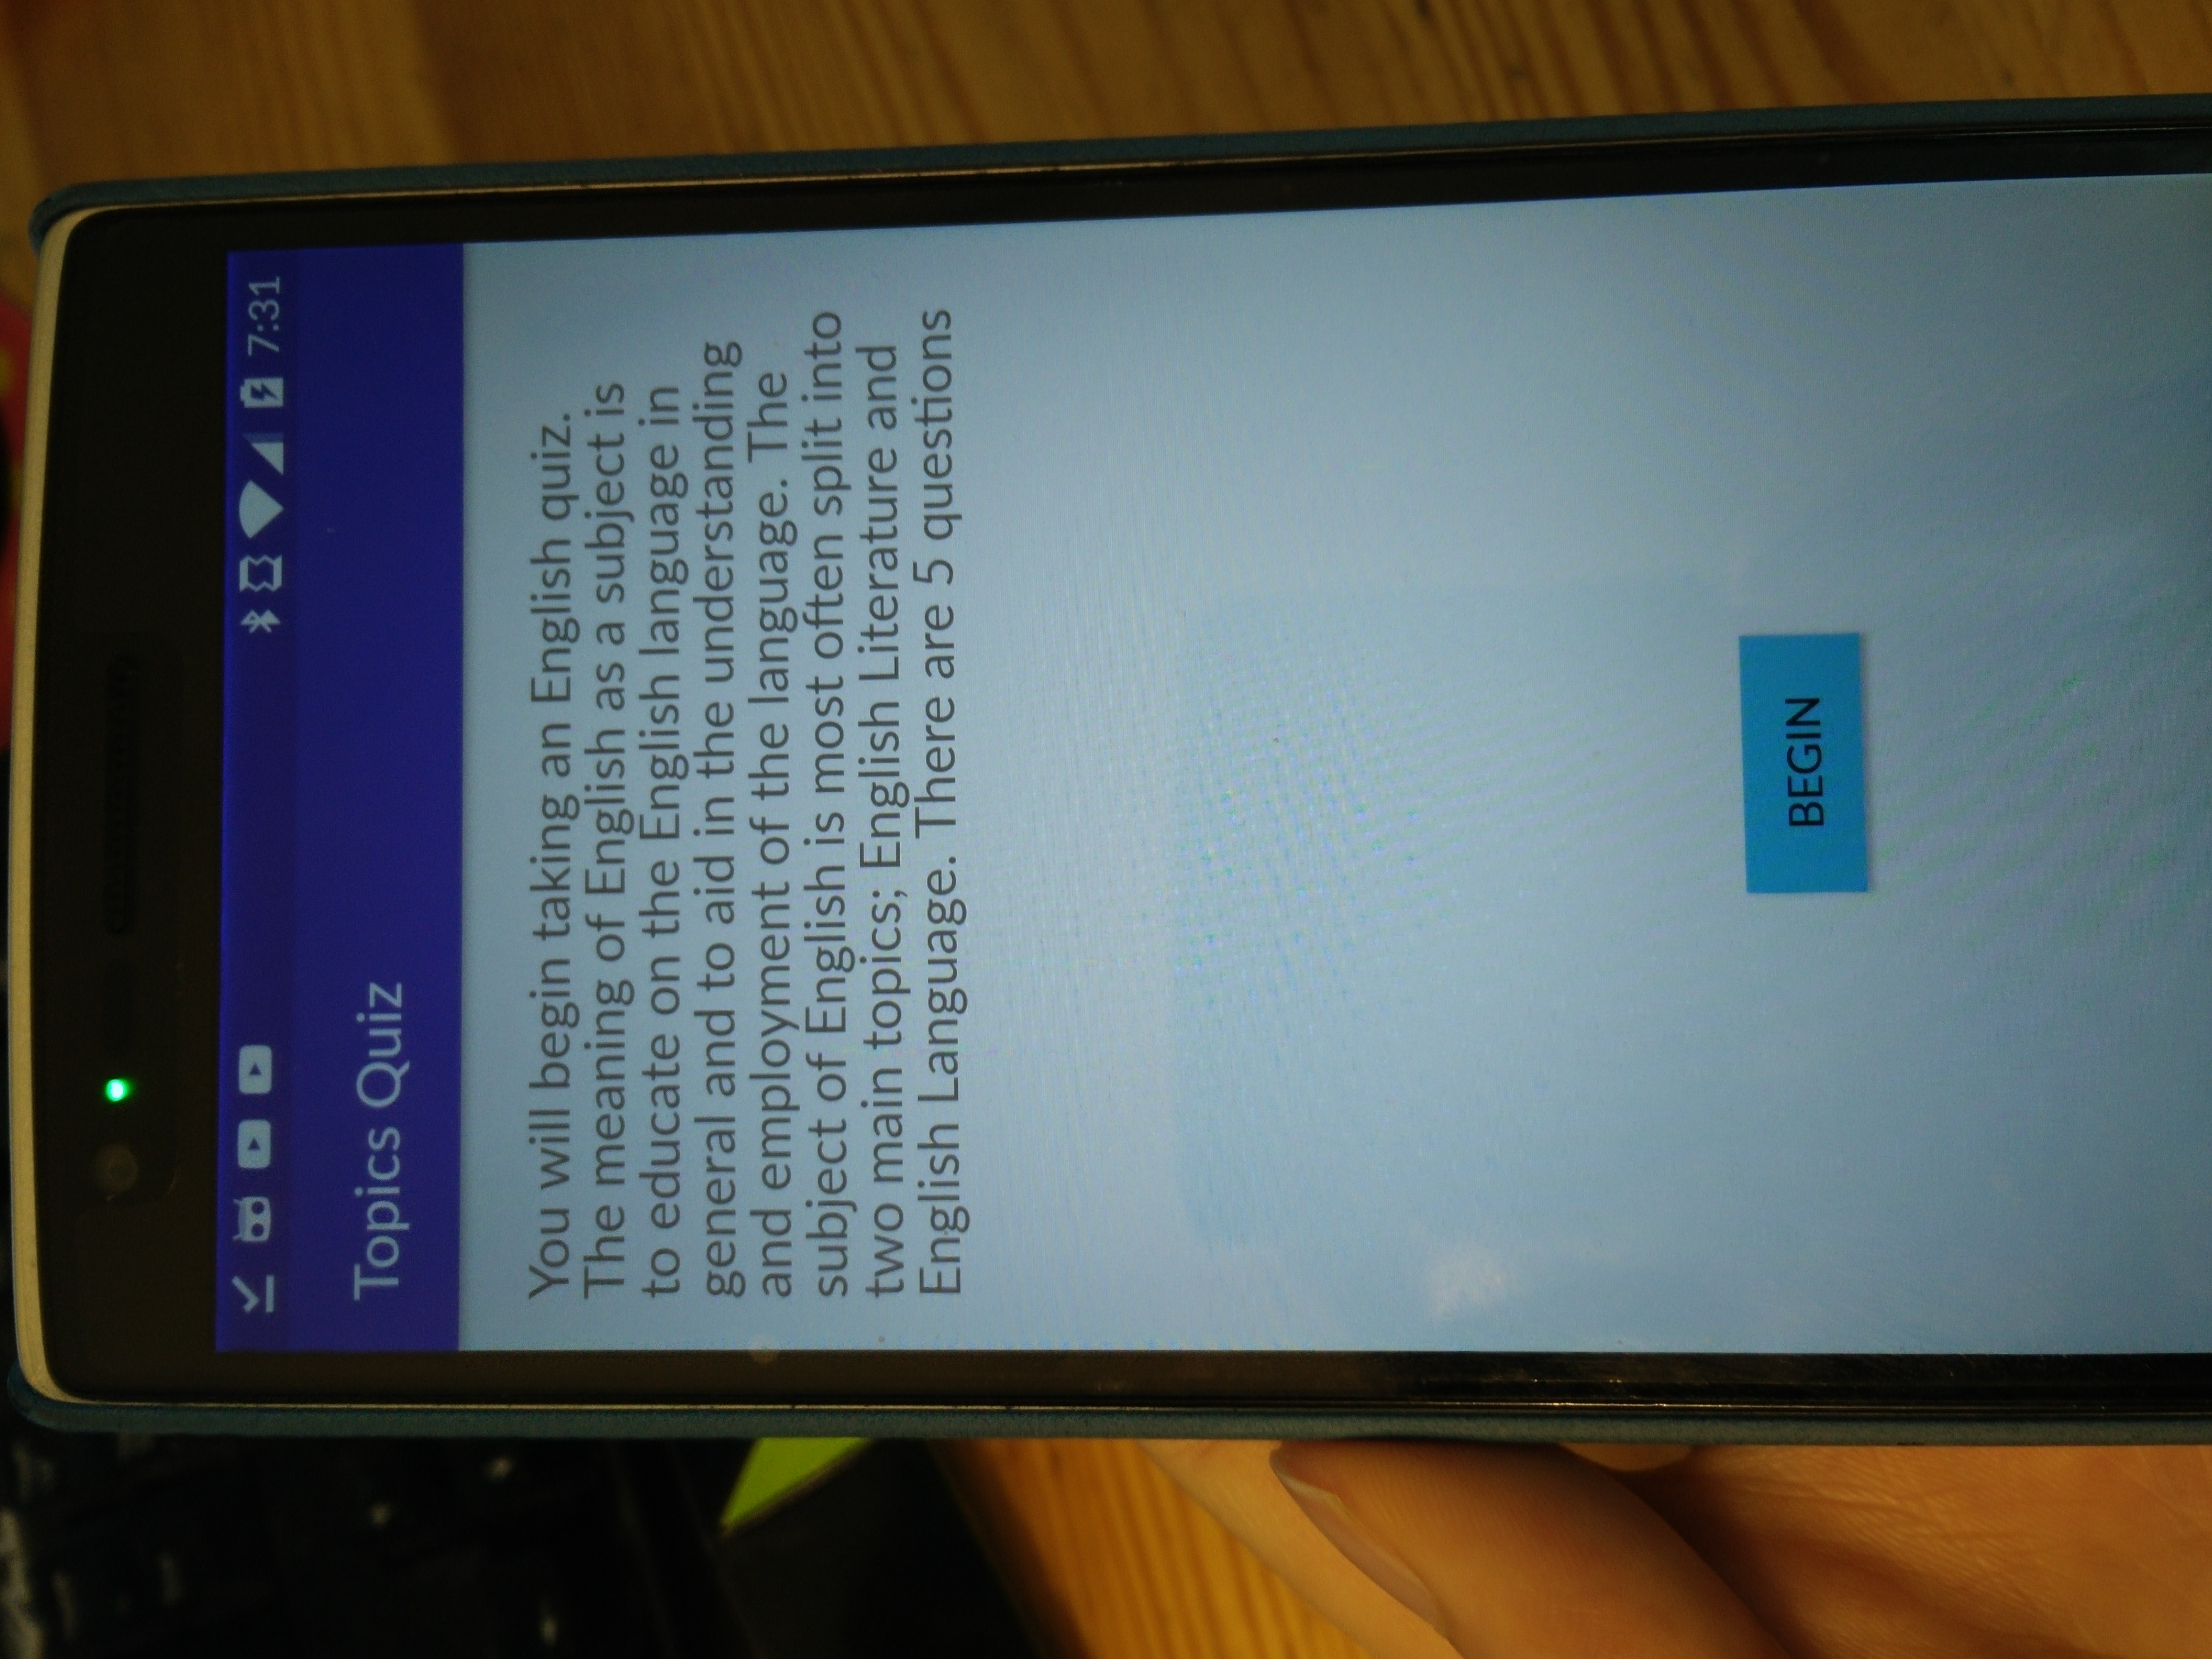 7:31
Topics Quiz
You will begin taking an English quiz.
The meaning of English as a subject is
to educate on the English language in
general and to aid in the understanding
and employment of the language. The
subject of English is most often split into
two main topics; English Literature and
English Language. There are 5 questions
BEGIN